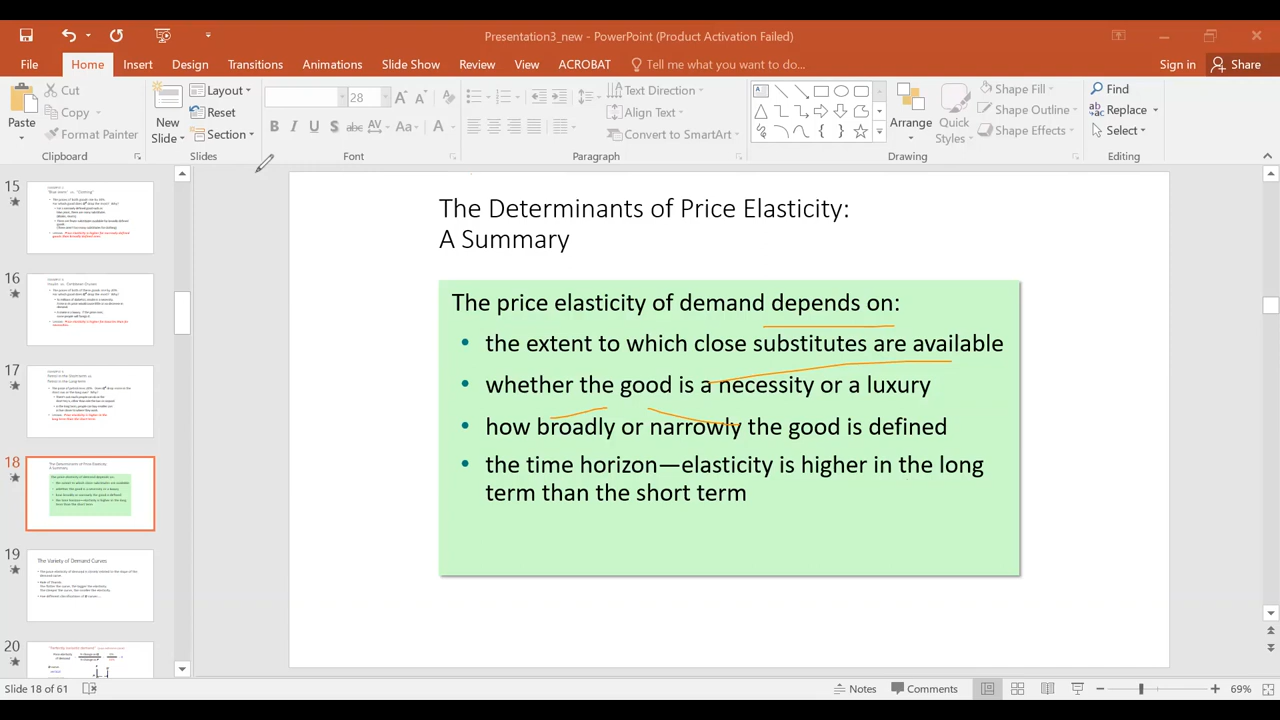 Presentation3_new - PowerPoint (Product Activation Failed)
File Home Insert Design Transitions Animations Slide Show Review View ACROBAT Tell me what you want to do... Sign in Share
Paste
Cut
Copy
Format Painter
Clipboard
New
Slide
Layout
Reset
Section
Slides
28
Font
Text Direction
Align Text
Convert to SmartArt
Paragraph
Arrange
Quick
Styles
Shape Fill
Shape Outline
Shape Effects
Drawing
Find
Replace
Select
Editing
15
16
17
18
The Determinants of Price Elasticity:
A Summary
19
The Variety of Demand Curves
20
The Determinants of Price Elasticity:
A Summary
The price elasticity of demand depends on:
• the extent to which close substitutes are available
• whether the good is a necessity or a luxury
• how broadly or narrowly the good is defined
• the time horizon—elasticity is higher in the long
term than the short term
Slide 18 of 61 Notes Comments 69%